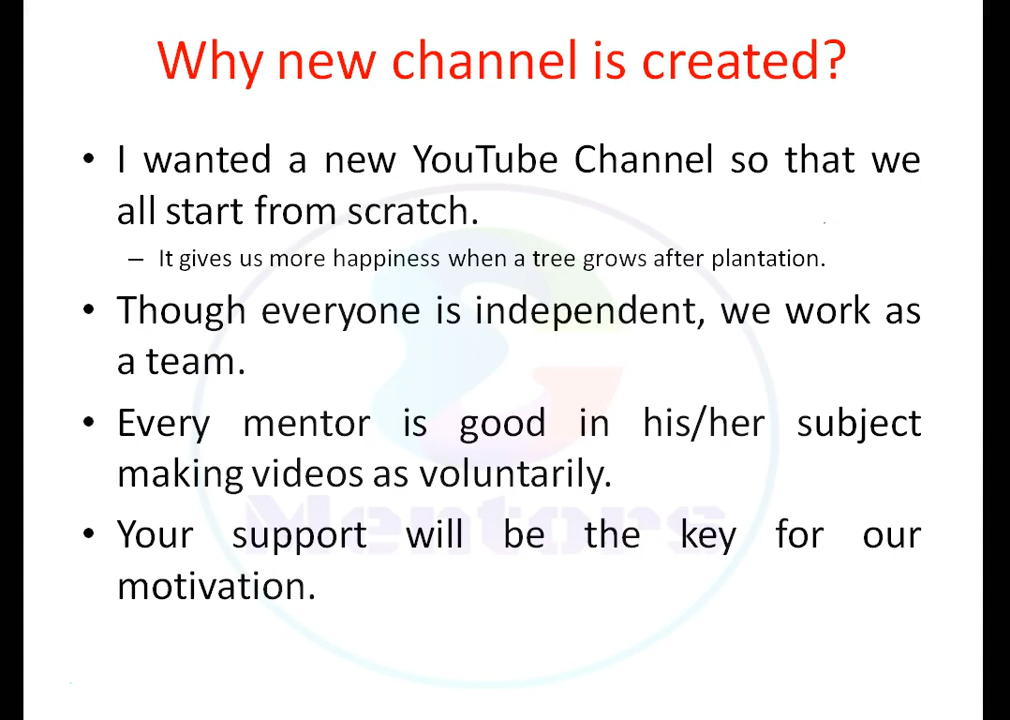 Why new channel is created?
• I wanted a new YouTube Channel so that we
all start from scratch.
– It gives us more happiness when a tree grows after plantation.
• Though everyone is independent, we work as
a team.
• Every mentor is good in his/her subject
making videos as voluntarily.
Mentors
• Your support will be the key for our
motivation.